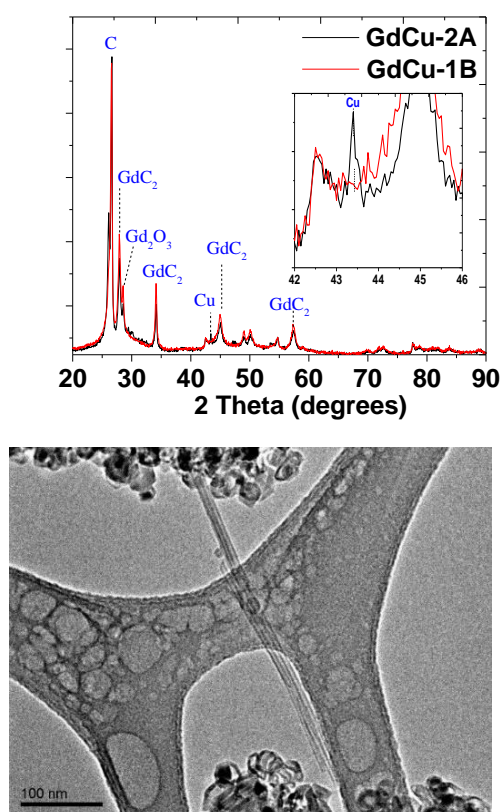 C
GdCu-2A
GdCu-1B
Cu
GdC₂
Gd₂O₃
GdC₂
GdC₂
Cu
GdC₂
42 43 44 45 46
20 30 40 50 60 70 80 90
2 Theta (degrees)
100 nm